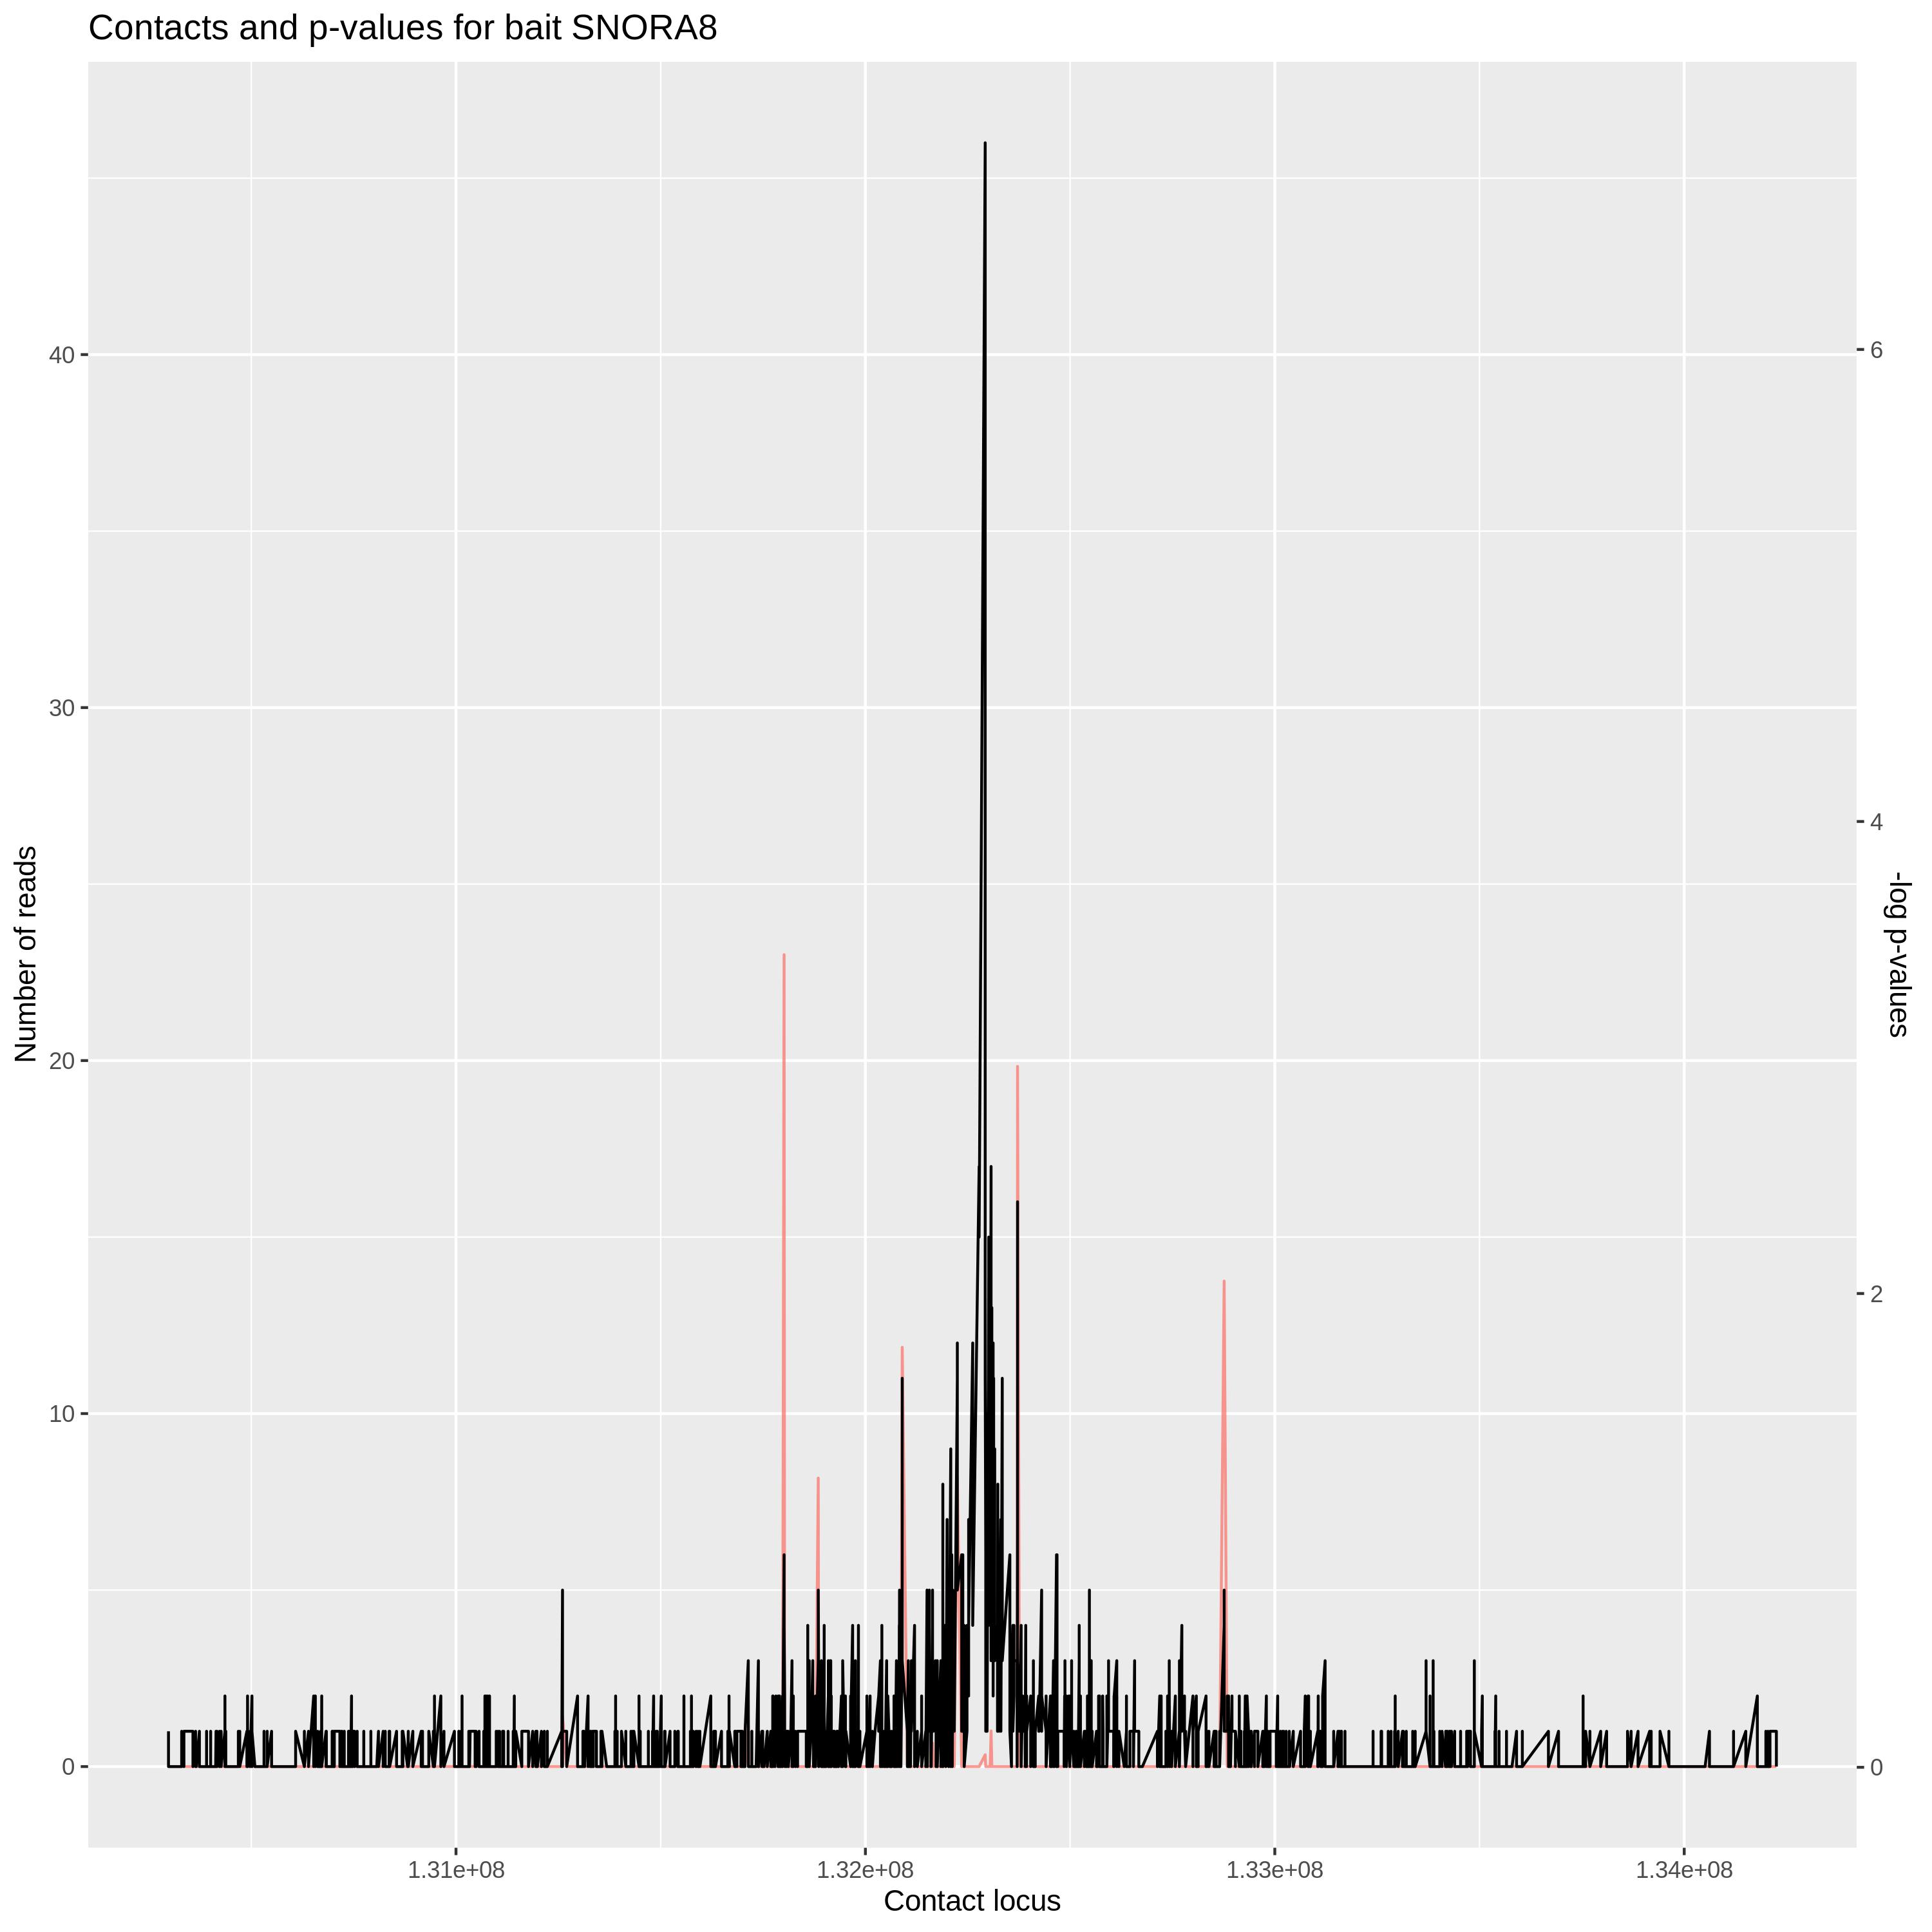 Contacts and p-values for bait SNORA8
40
30
20
10
0
Number of reads
6
4
2
0
-log p-values
1.31e+08
1.32e+08
1.33e+08
1.34e+08
Contact locus